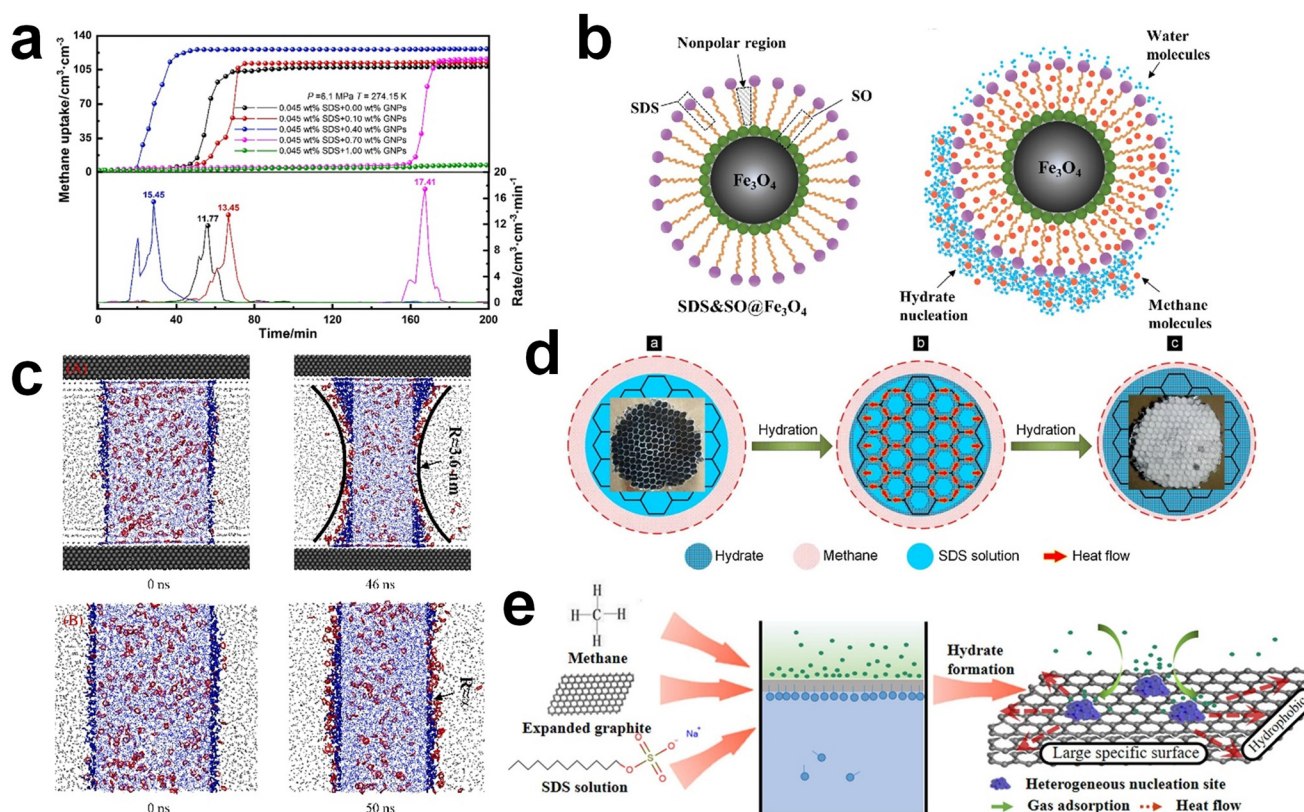 a
Methane uptake/cm³·cm⁻³
140
105
70
35
0
P =6.1 MPa T = 274.15 K
0.045 wt% SDS+0.00 wt% GNPs
0.045 wt% SDS+0.10 wt% GNPs
0.045 wt% SDS+0.40 wt% GNPs
0.045 wt% SDS+0.70 wt% GNPs
0.045 wt% SDS+1.00 wt% GNPs
20
16
12
8
4
0
Rate/cm³·cm⁻³·min⁻¹
15.45
11.77
13.45
17.41
0
40
80
120
160
200
Time/min
b
Nonpolar region
SDS
SO
Fe₃O₄
SDS&SO@Fe₃O₄
Water
molecules
Fe₃O₄
Hydrate
nucleation
Methane
molecules
c
(A)
R≈3.6 nm
0 ns
46 ns
(B)
R≈∞
0 ns
50 ns
d
a
b
c
Hydration
Hydration
Hydrate
Methane
SDS solution
Heat flow
e
H
H C H
H
Methane
Expanded graphite
O
O
S
O⁻
O
Na⁺
SDS solution
Hydrate
formation
Large specific surface
Hydrophobic
Heterogeneous nucleation site
Gas adsorption
Heat flow